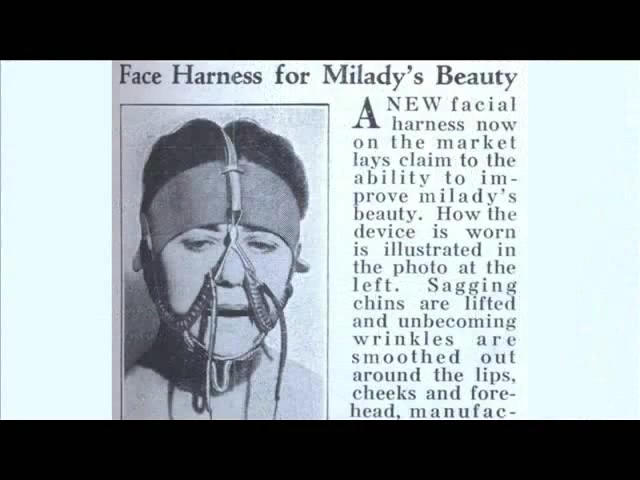 Face Harness for Milady's Beauty
A NEW facial
harness now
on the market
lays claim to the
ability to im-
prove milady's
beauty. How the
device is worn
is illustrated in
the photo at the
left. Sagging
chins are lifted
and unbecoming
wrinkles are
smoothed out
around the lips,
cheeks and fore-
head, manufac-